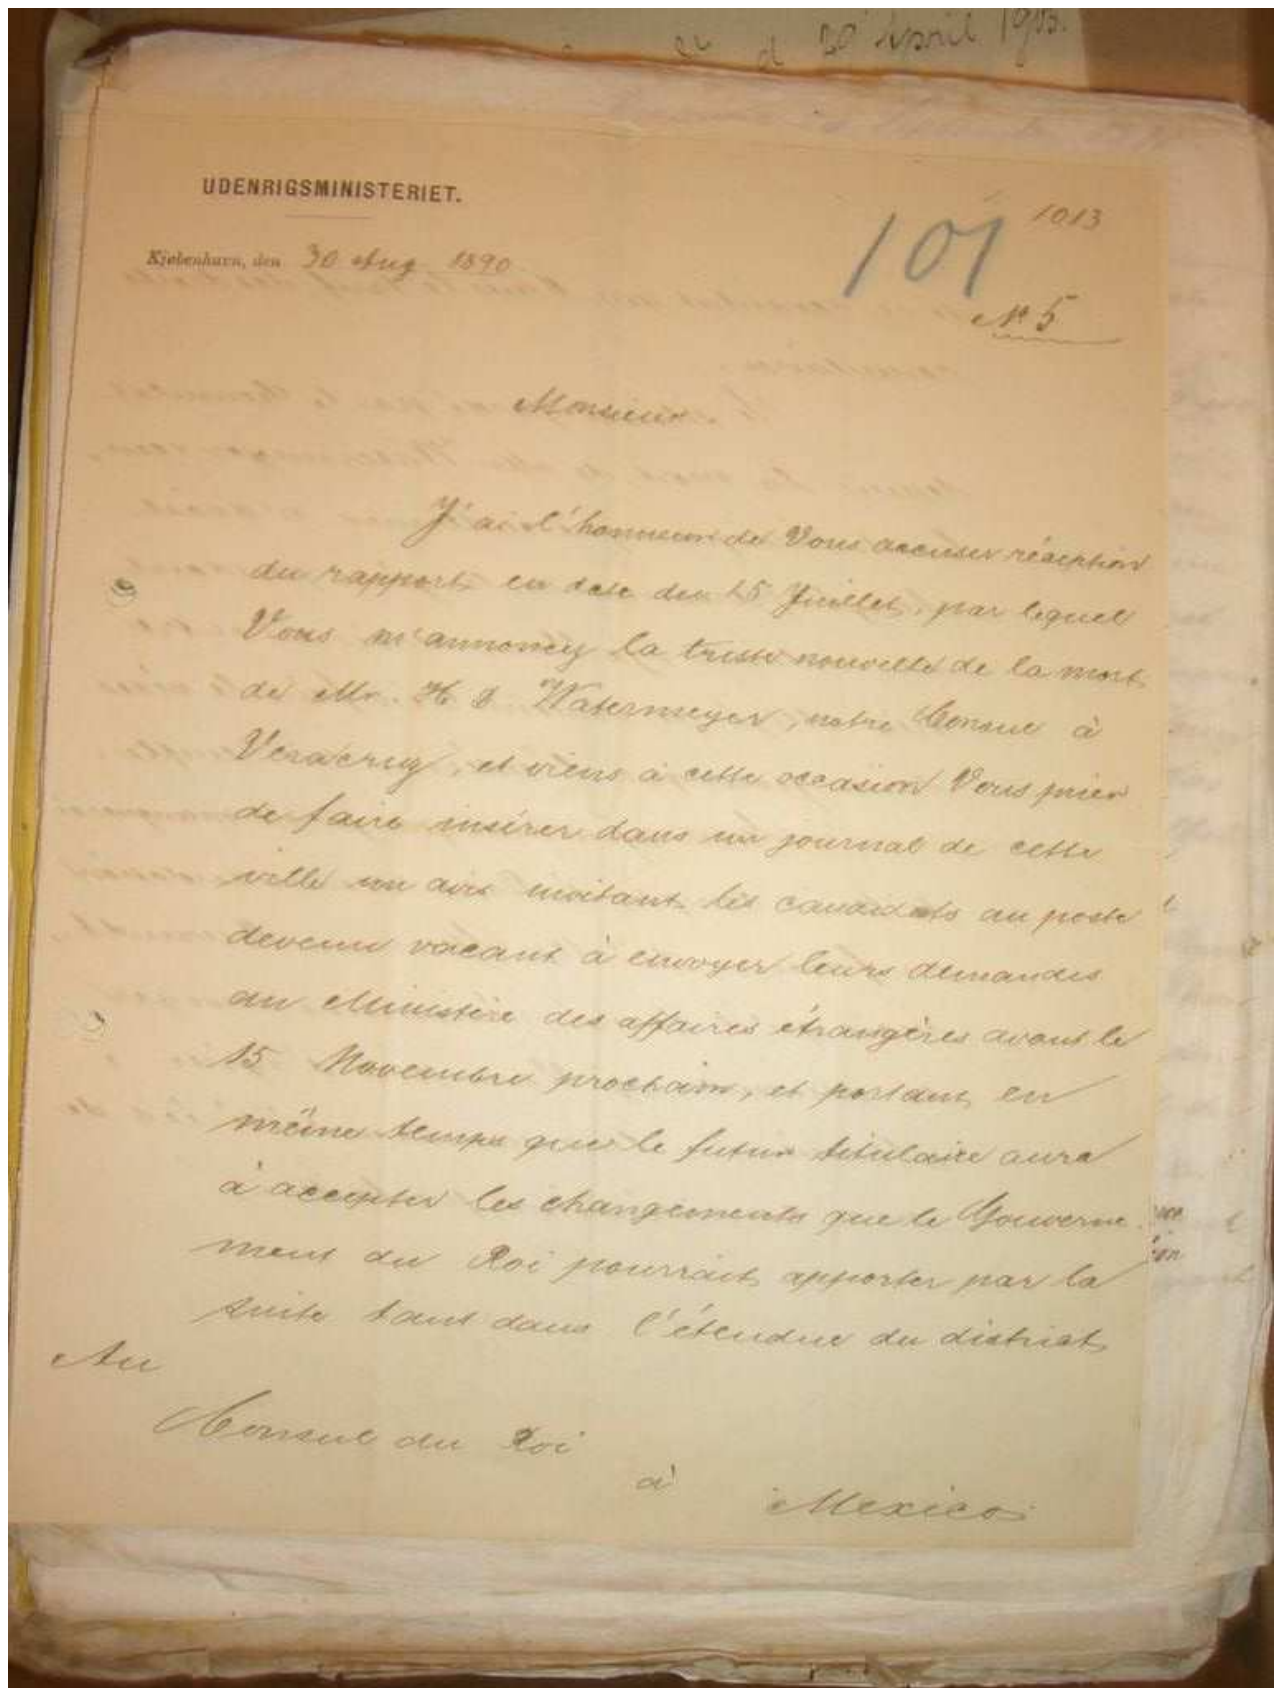 d 20 April 1903.
UDENRIGSMINISTERIET.
1013
101
Kjøbenhavn, den 30 Aug 1890
№ 5
Monsieur.
J'ai l'honneur de Vous accuser réception
du rapport en date du 15 Juillet, par lequel
Vous m'annoncez la triste nouvelle de la mort
de Mr. H D Watermeyer, notre Consul à
Veracruz, et viens à cette occasion Vous prier
de faire insérer dans un journal de cette
ville un avis invitant les candidats au poste
devenu vacant à envoyer leurs demandes
au Ministère des affaires étrangères avant le
15 Novembre prochain, et portant en
même temps que le futur titulaire aura
à accepter les changements que le Gouverne-
ment du Roi pourrait apporter par la
suite tant dans l'étendue du district
Au
Consul du Roi
à
Mexico